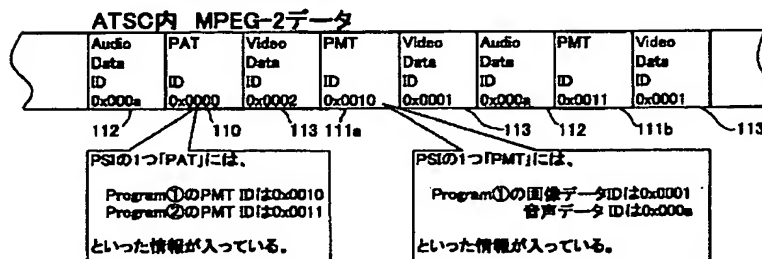 ATSC内 MPEG-2データ
Audio Data ID 0x000a
PAT ID 0x0000
Video Data ID 0x0002
PMT ID 0x0010
Video Data ID 0x0001
Audio Data ID 0x000a
PMT ID 0x0011
Video Data ID 0x0001
112
110
113
111a
113
112
111b
113
PSIの1つ「PAT」には、
Program①のPMT IDは0x0010
Program②のPMT IDは0x0011
といった情報が入っている。
PSIの1つ「PMT」には、
Program①の画像データIDは0x0001
音声データ IDは0x000a
といった情報が入っている。